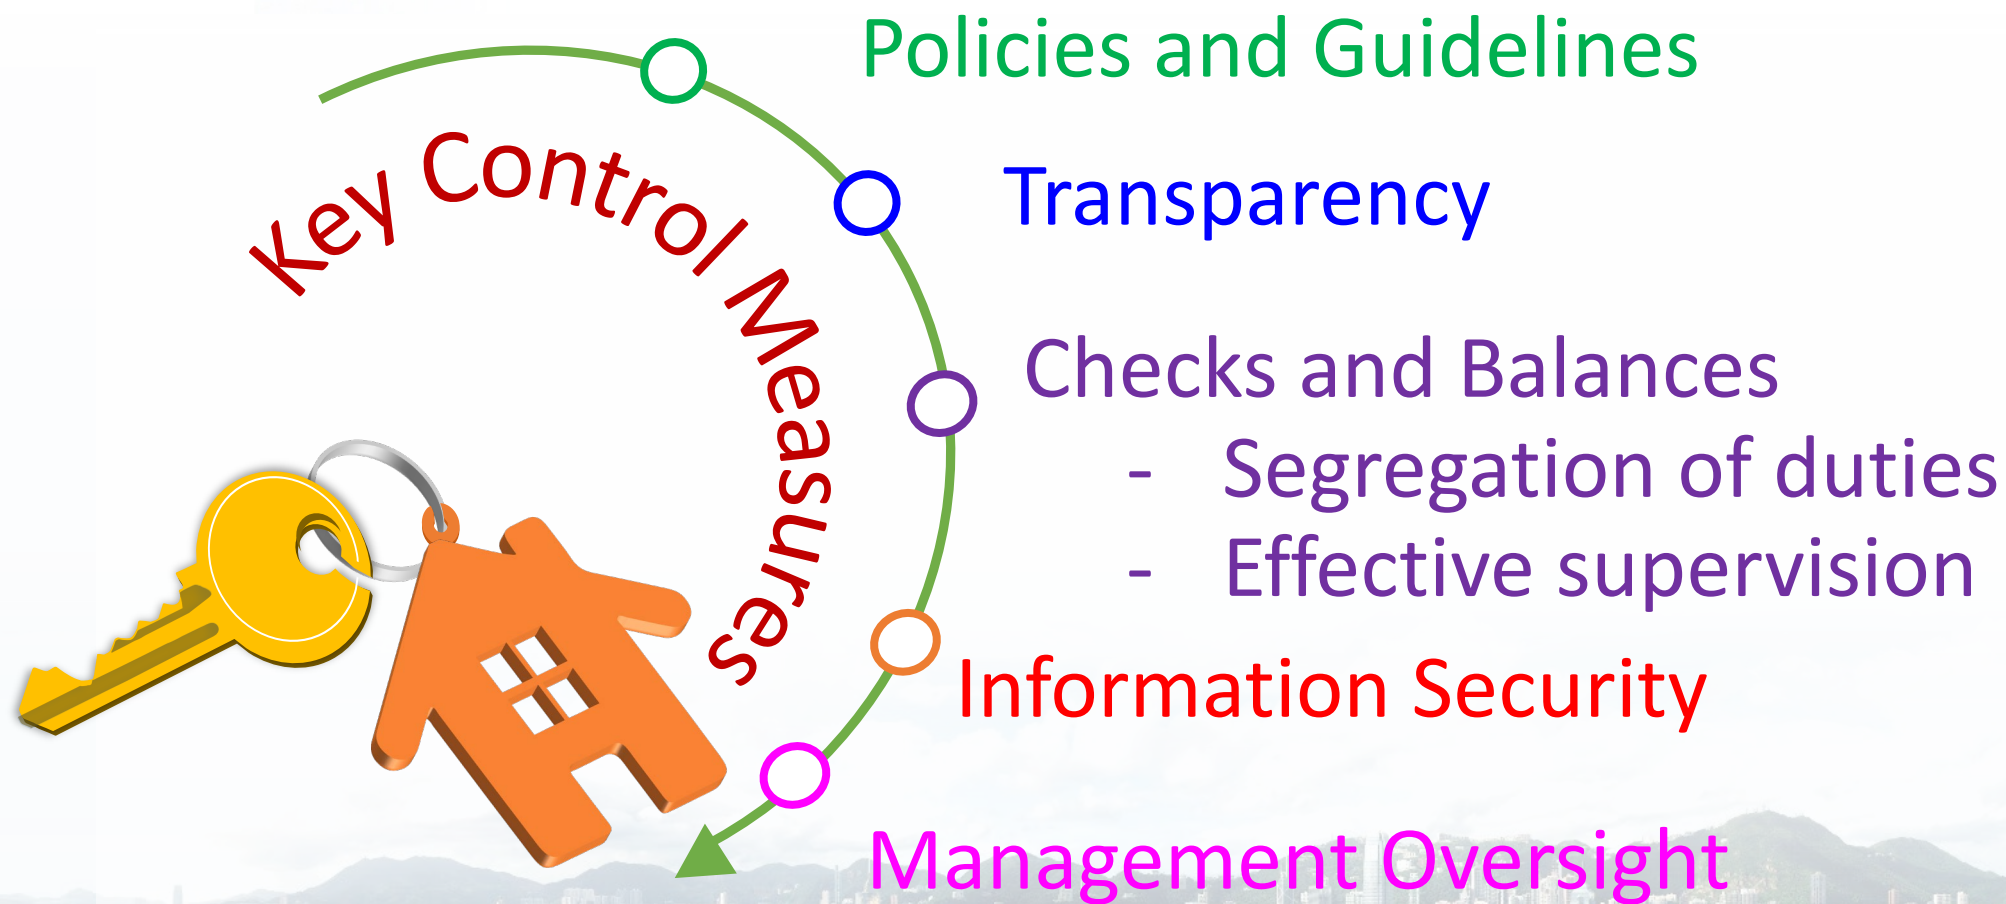 Key Control Measures
Policies and Guidelines
Transparency
Checks and Balances
- Segregation of duties
- Effective supervision
Information Security
Management Oversight